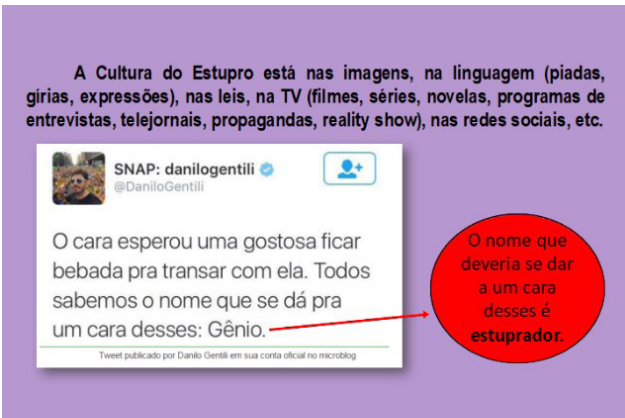 A Cultura do Estupro está nas imagens, na linguagem (piadas,
gírias, expressões), nas leis, na TV (filmes, séries, novelas, programas de
entrevistas, telejornais, propagandas, reality show), nas redes sociais, etc.
SNAP: danilogentili
@DaniloGentili
O cara esperou uma gostosa ficar
bebada pra transar com ela. Todos
sabemos o nome que se dá pra
um cara desses: Gênio.
Tweet publicado por Danilo Gentili em sua conta oficial no microblog
O nome que
deveria se dar
a um cara
desses é
estuprador.